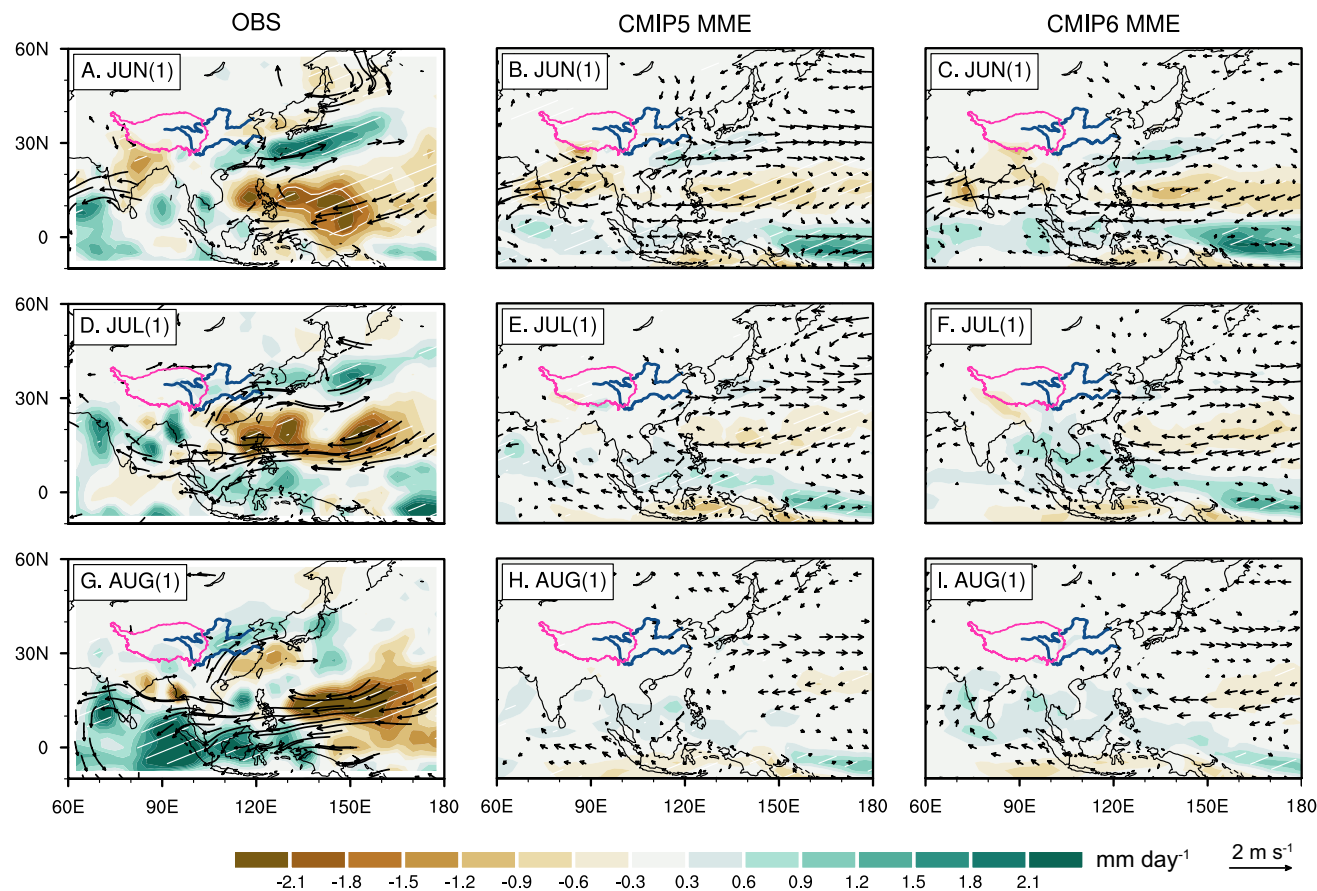 OBS CMIP5 MME CMIP6 MME
60N A. JUN(1) B. JUN(1) C. JUN(1)
30N
0
60N D. JUL(1) E. JUL(1) F. JUL(1)
30N
0
60N G. AUG(1) H. AUG(1) I. AUG(1)
30N
0
60E 90E 120E 150E 180 60E 90E 120E 150E 180 60E 90E 120E 150E 180
mm day-1 2 m s-1
-2.1 -1.8 -1.5 -1.2 -0.9 -0.6 -0.3 0.3 0.6 0.9 1.2 1.5 1.8 2.1